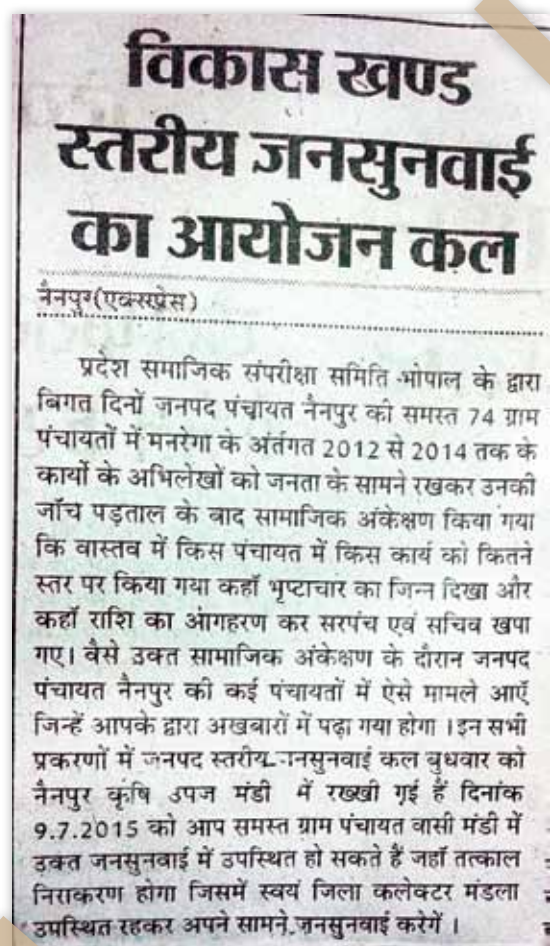 विकास खण्ड
स्तरीय जनसुनवाई
का आयोजन कल
नैनपुर(एक्सप्रेस)
प्रदेश समाजिक संपरीक्षा समिति भोपाल के द्वारा
बिगत दिनों जनपद पंचायत नैनपुर की समस्त 74 ग्राम
पंचायतों में मनरेगा के अंर्तगत 2012 से 2014 तक के
कार्यो के अभिलेखों को जनता के सामने रखकर उनकी
जॉच पड़ताल के बाद सामाजिक अंकेक्षण किया गया
कि वास्तव में किस पंचायत में किस कार्य को कितने
स्तर पर किया गया कहॉ भृष्टाचार का जिन्न दिखा और
कहॉ राशि का आंगहरण कर सरपंच एवं सचिव खपा
गए। वैसे उक्त सामाजिक अंकेक्षण के दौरान जनपद
पंचायत नैनपुर की कई पंचायतों में ऐसे मामले आऍ
जिन्हें आपके द्वारा अखबारों में पढ़ा गया होगा । इन सभी
प्रकरणों में जनपद स्तरीय जनसुनवाई कल बुधवार को
नैनपुर कृषि उपज मंडी में रख्खी गई हैं दिनांक
9.7.2015 को आप समस्त ग्राम पंचायत वासी मंडी में
उक्त जनसुनवाई में उपस्थित हो सकते हैं जहॉ तत्काल
निराकरण होगा जिसमें स्वयं जिला कलेक्टर मंडला
उपस्थित रहकर अपने सामने जनसुनवाई करेगें ।